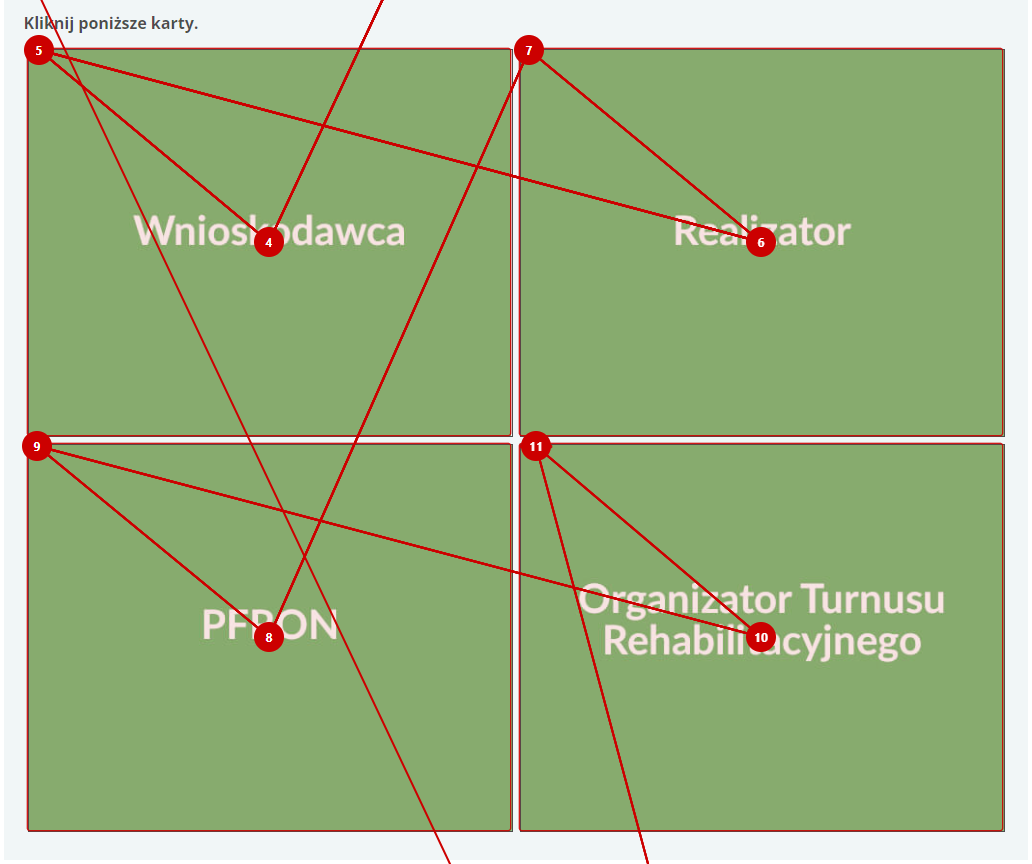 Kliknij poniższe karty.
5
7
Wnioskodawca
4
Realizator
6
9
11
PFRON
8
Organizator Turnusu
Rehabilitacyjnego
10